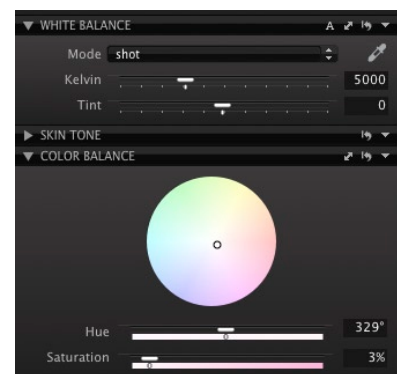 WHITE BALANCE A
Mode shot
Kelvin 5000
Tint 0
SKIN TONE
COLOR BALANCE
Hue 329°
Saturation 3%